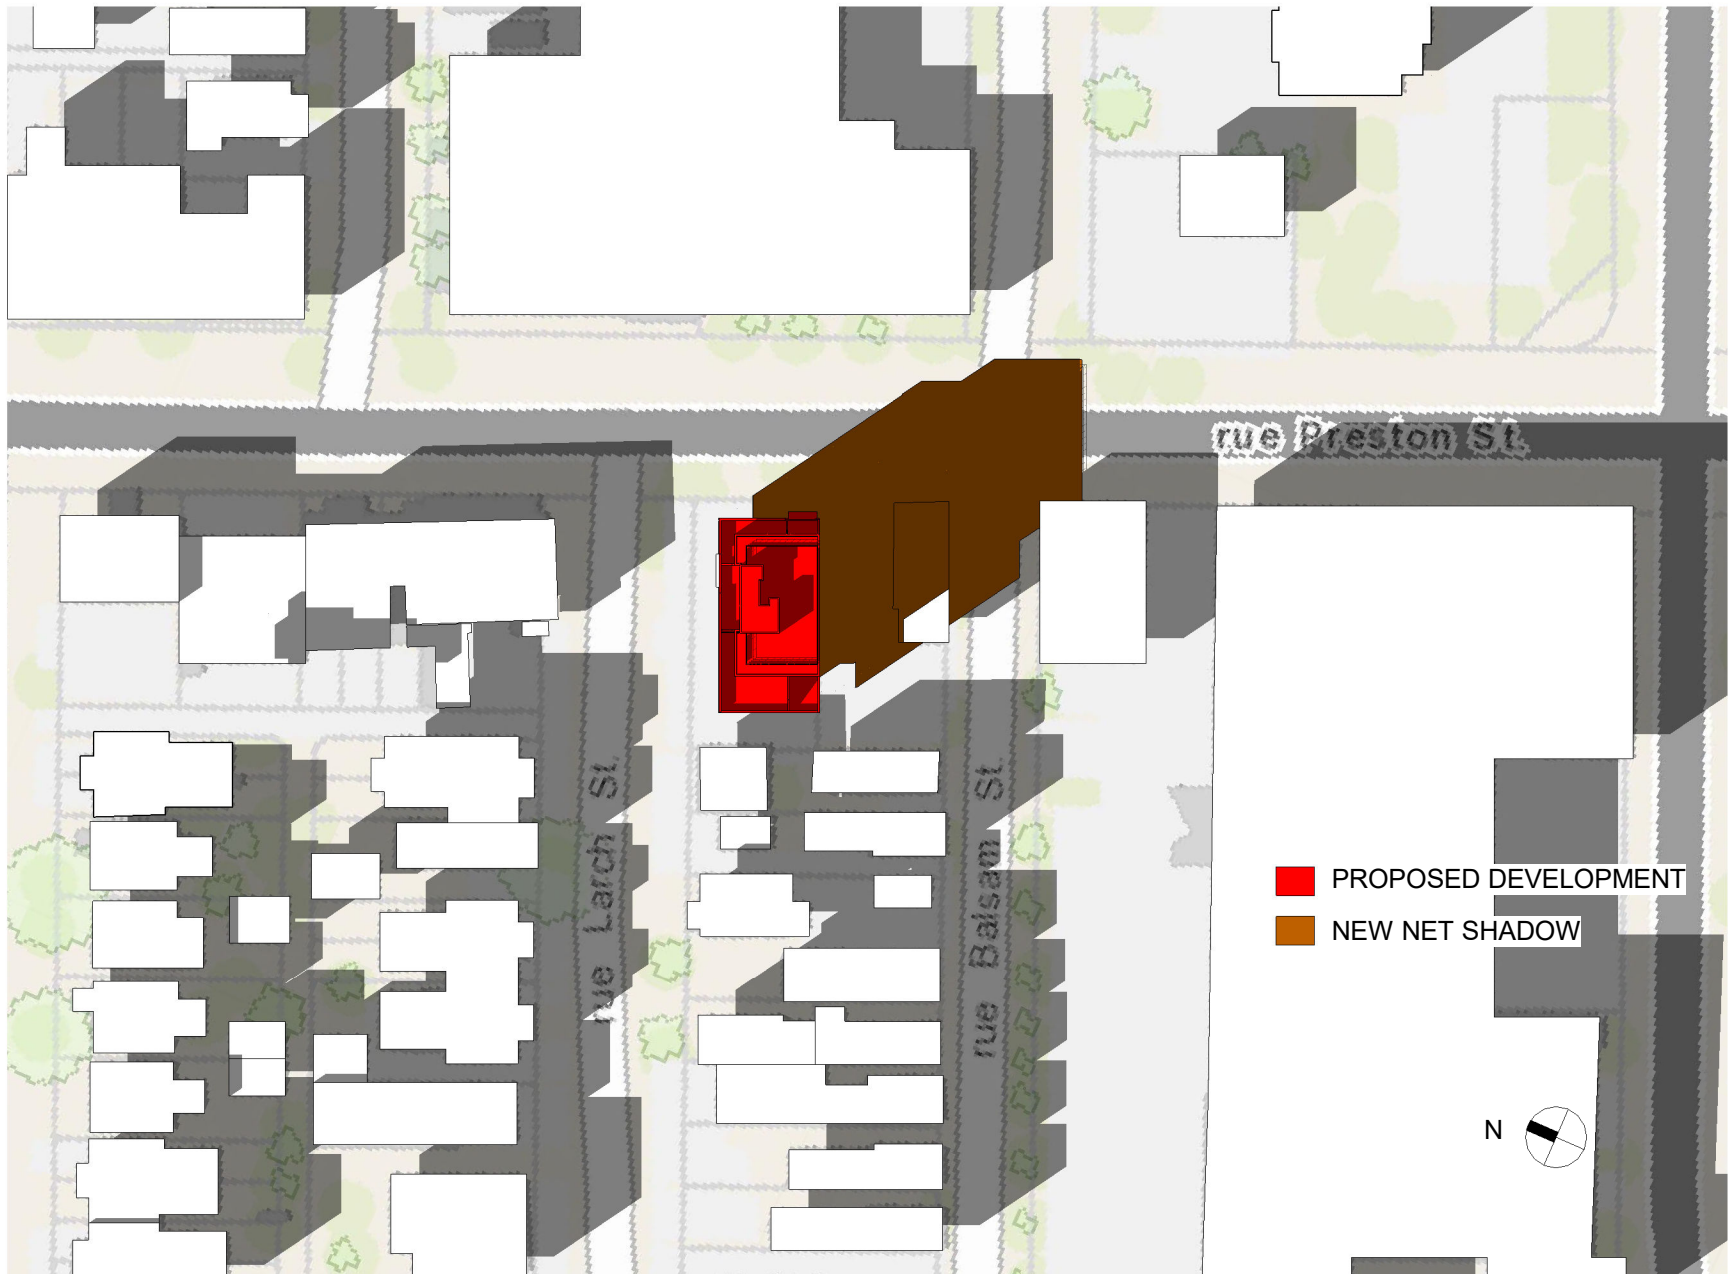 rue Preston St.
rue Larch St
rue Balsam St
PROPOSED DEVELOPMENT
NEW NET SHADOW
N